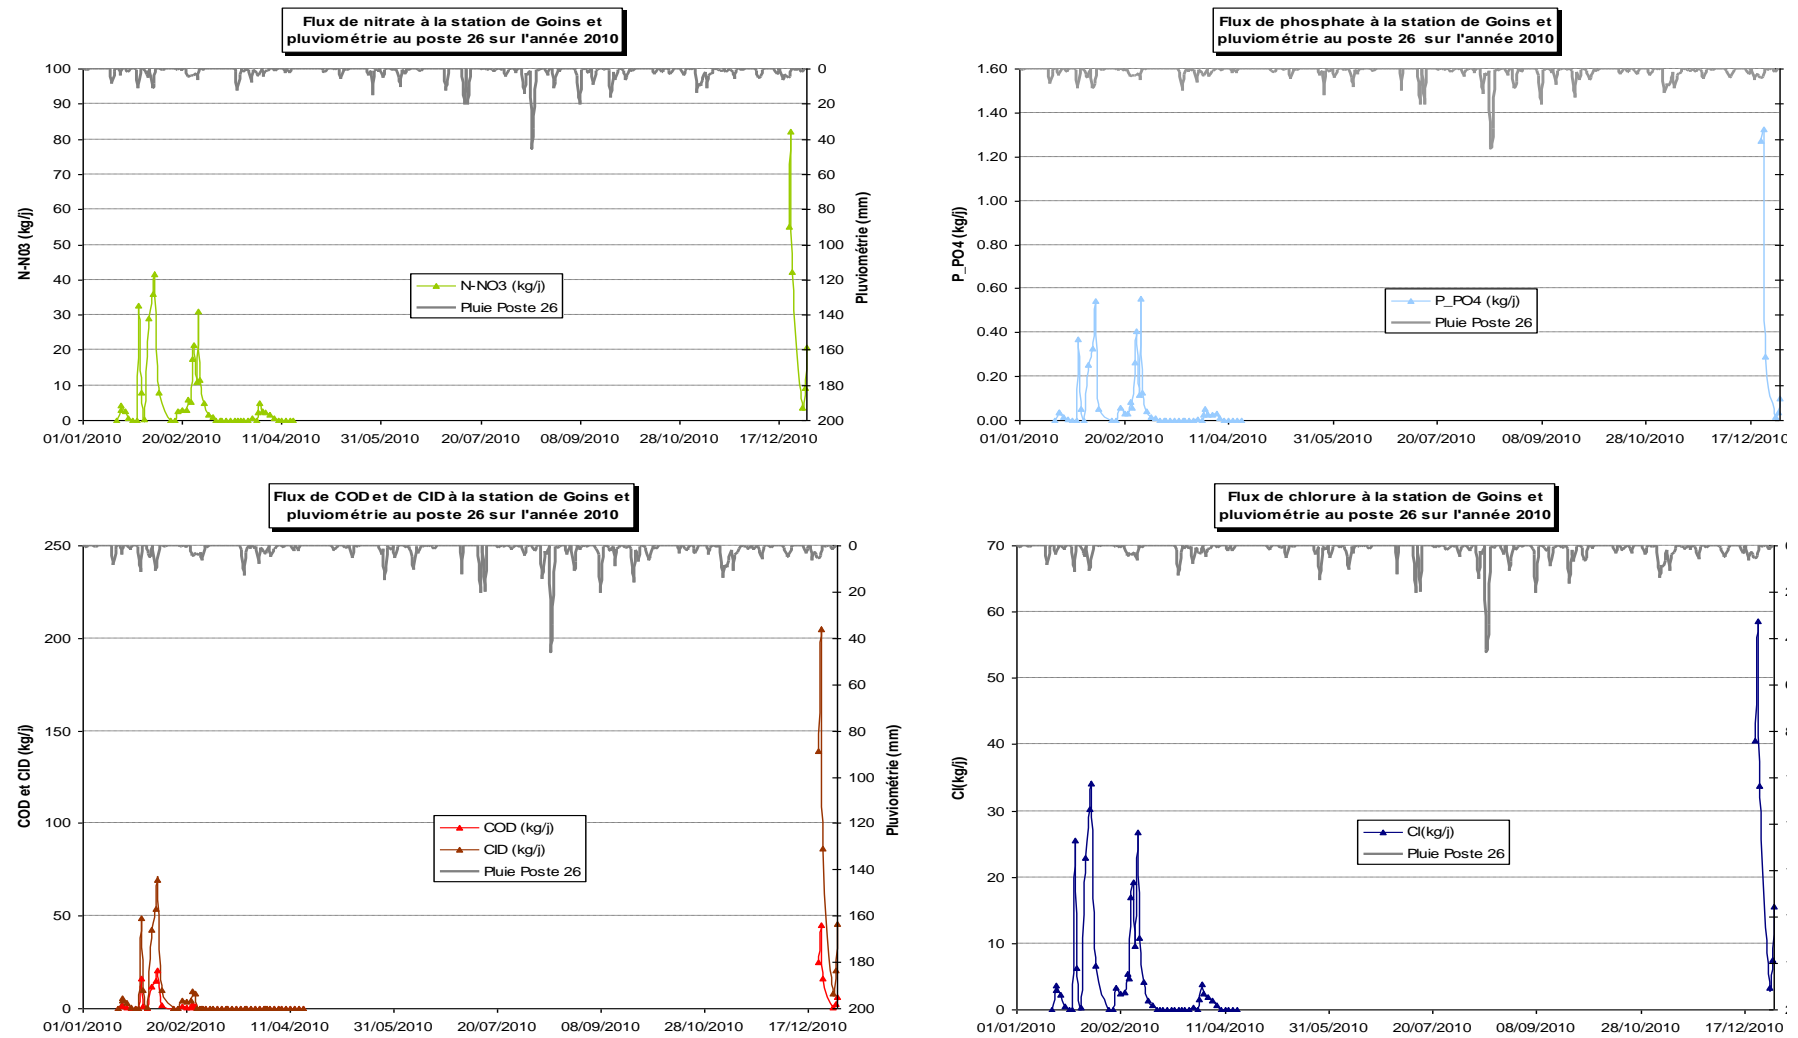 Flux de nitrate à la station de Goins et
pluviométrie au poste 26 sur l'année 2010
100
90
80
70
60
50
40
30
20
10
0
N-N03 (kg/j)
0
20
40
60
80
100
120
140
160
180
200
Pluviométrie (mm)
N-NO3 (kg/j)
Pluie Poste 26
01/01/2010 20/02/2010 11/04/2010 31/05/2010 20/07/2010 08/09/2010 28/10/2010 17/12/2010
Flux de phosphate à la station de Goins et
pluviométrie au poste 26 sur l'année 2010
1.60
1.40
1.20
1.00
0.80
0.60
0.40
0.20
0.00
P_PO4 (kg/j)
P_PO4 (kg/j)
Pluie Poste 26
01/01/2010 20/02/2010 11/04/2010 31/05/2010 20/07/2010 08/09/2010 28/10/2010 17/12/2010
Flux de COD et de CID à la station de Goins et
pluviométrie au poste 26 sur l'année 2010
250
200
150
100
50
0
COD et CID (kg/j)
0
20
40
60
80
100
120
140
160
180
200
Pluviométrie (mm)
COD (kg/j)
CID (kg/j)
Pluie Poste 26
01/01/2010 20/02/2010 11/04/2010 31/05/2010 20/07/2010 08/09/2010 28/10/2010 17/12/2010
Flux de chlorure à la station de Goins et
pluviométrie au poste 26 sur l'année 2010
70
60
50
40
30
20
10
0
Cl(kg/j)
Cl(kg/j)
Pluie Poste 26
01/01/2010 20/02/2010 11/04/2010 31/05/2010 20/07/2010 08/09/2010 28/10/2010 17/12/2010